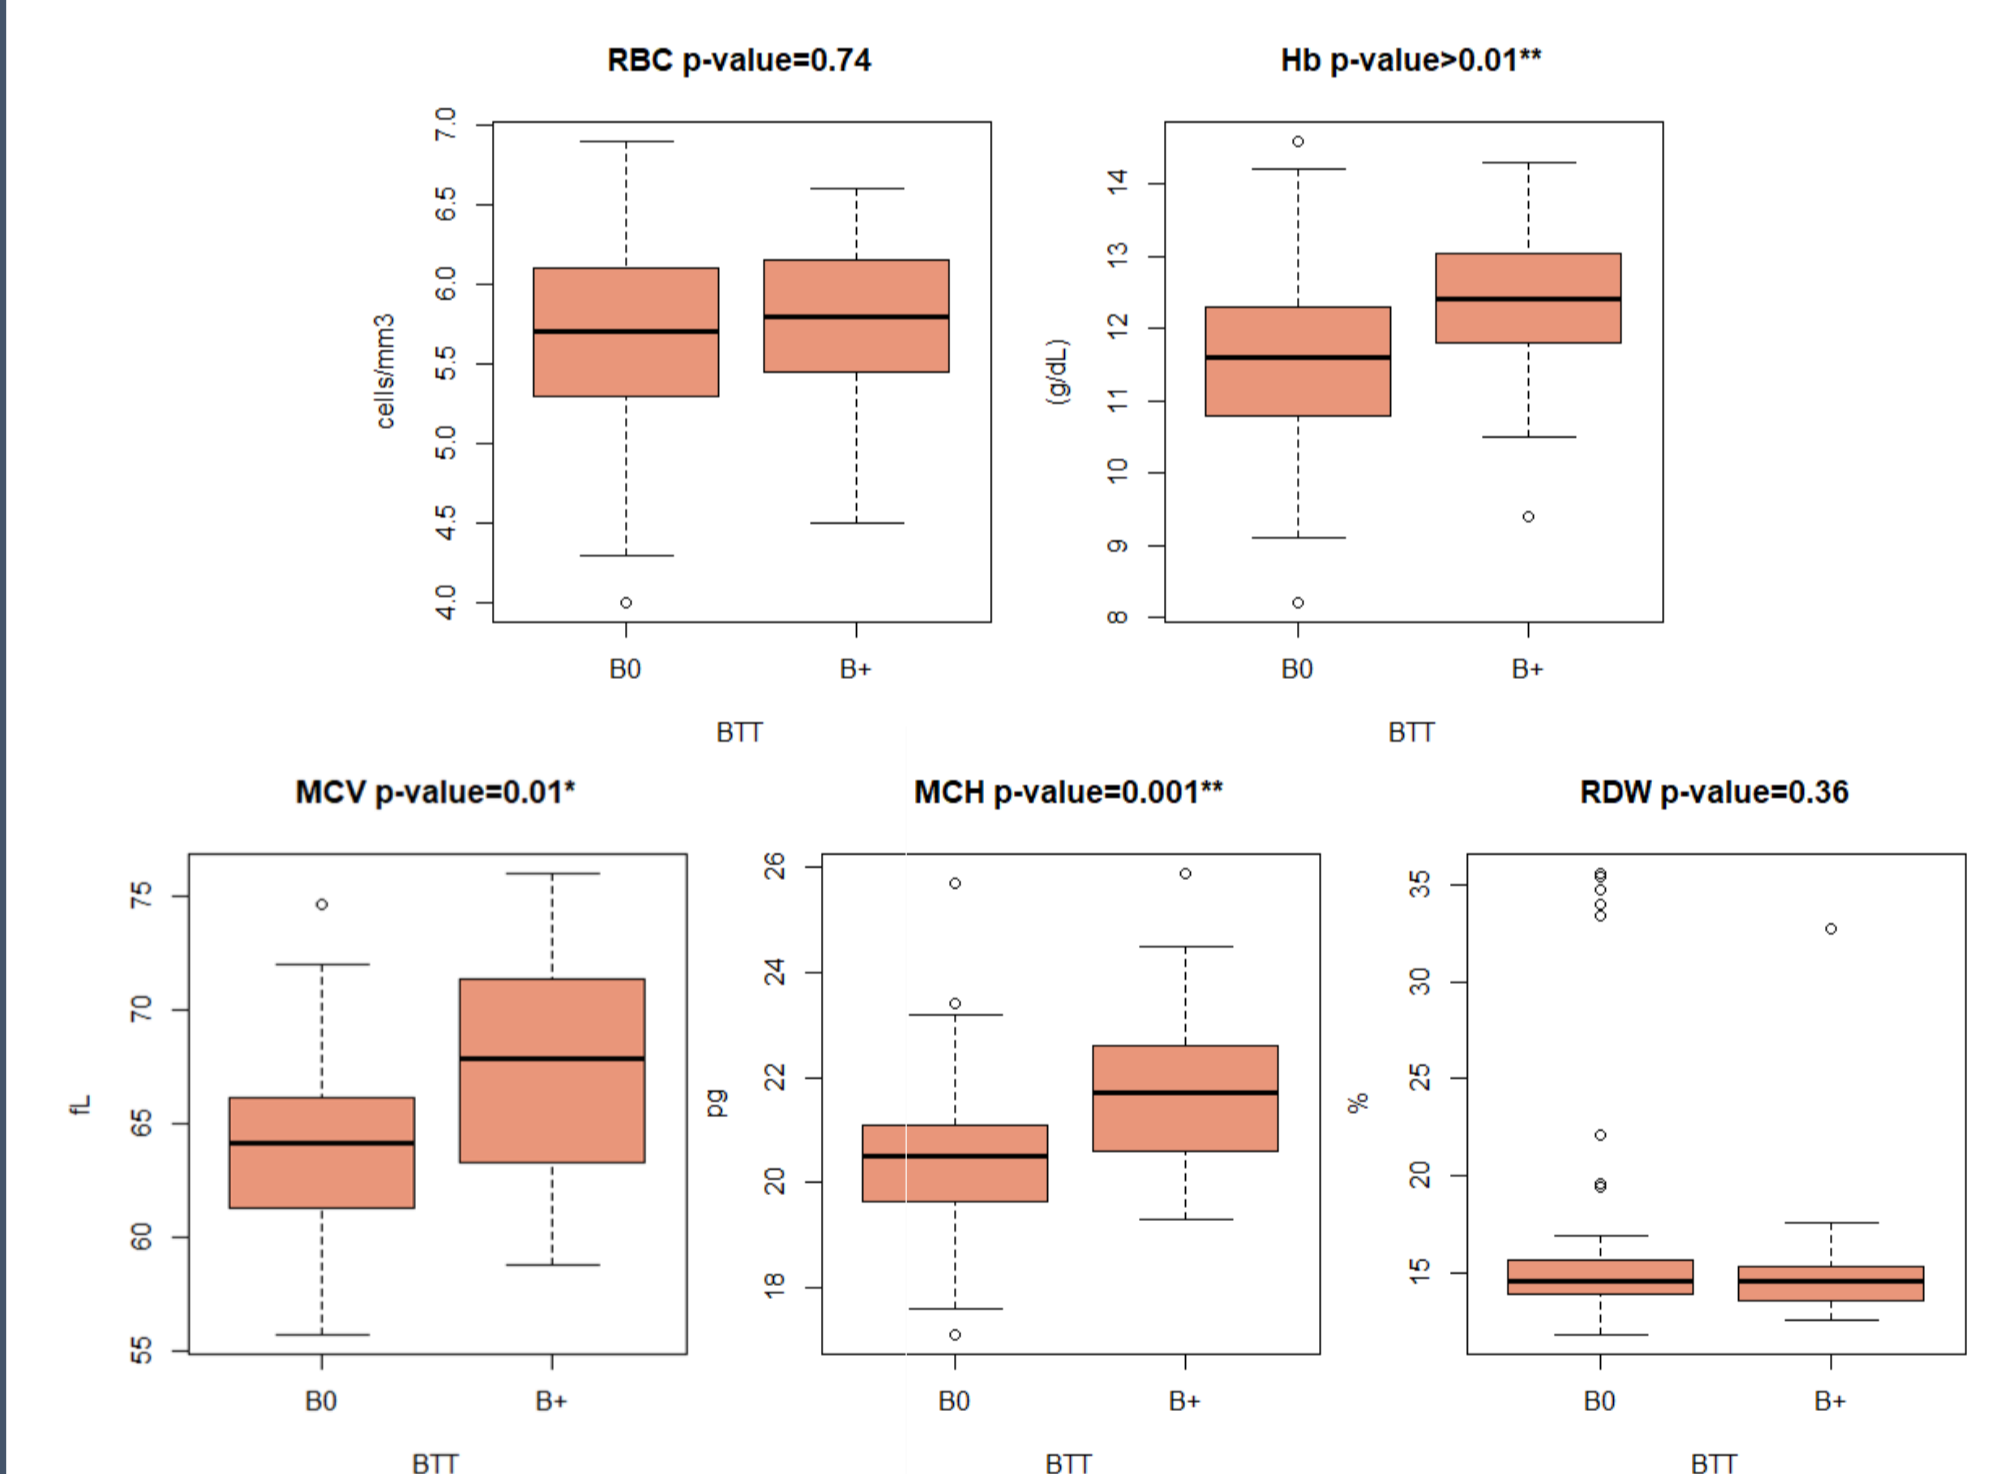 RBC p-value=0.74
cells/mm3
7.0
6.5
6.0
5.5
5.0
4.5
4.0
B0 B+
BTT
Hb p-value>0.01**
(g/dL)
14
13
12
11
10
9
8
B0 B+
BTT
MCV p-value=0.01*
fL
75
70
65
60
55
B0 B+
BTT
MCH p-value=0.001**
pg
26
24
22
20
18
B0 B+
BTT
RDW p-value=0.36
%
35
30
25
20
15
B0 B+
BTT